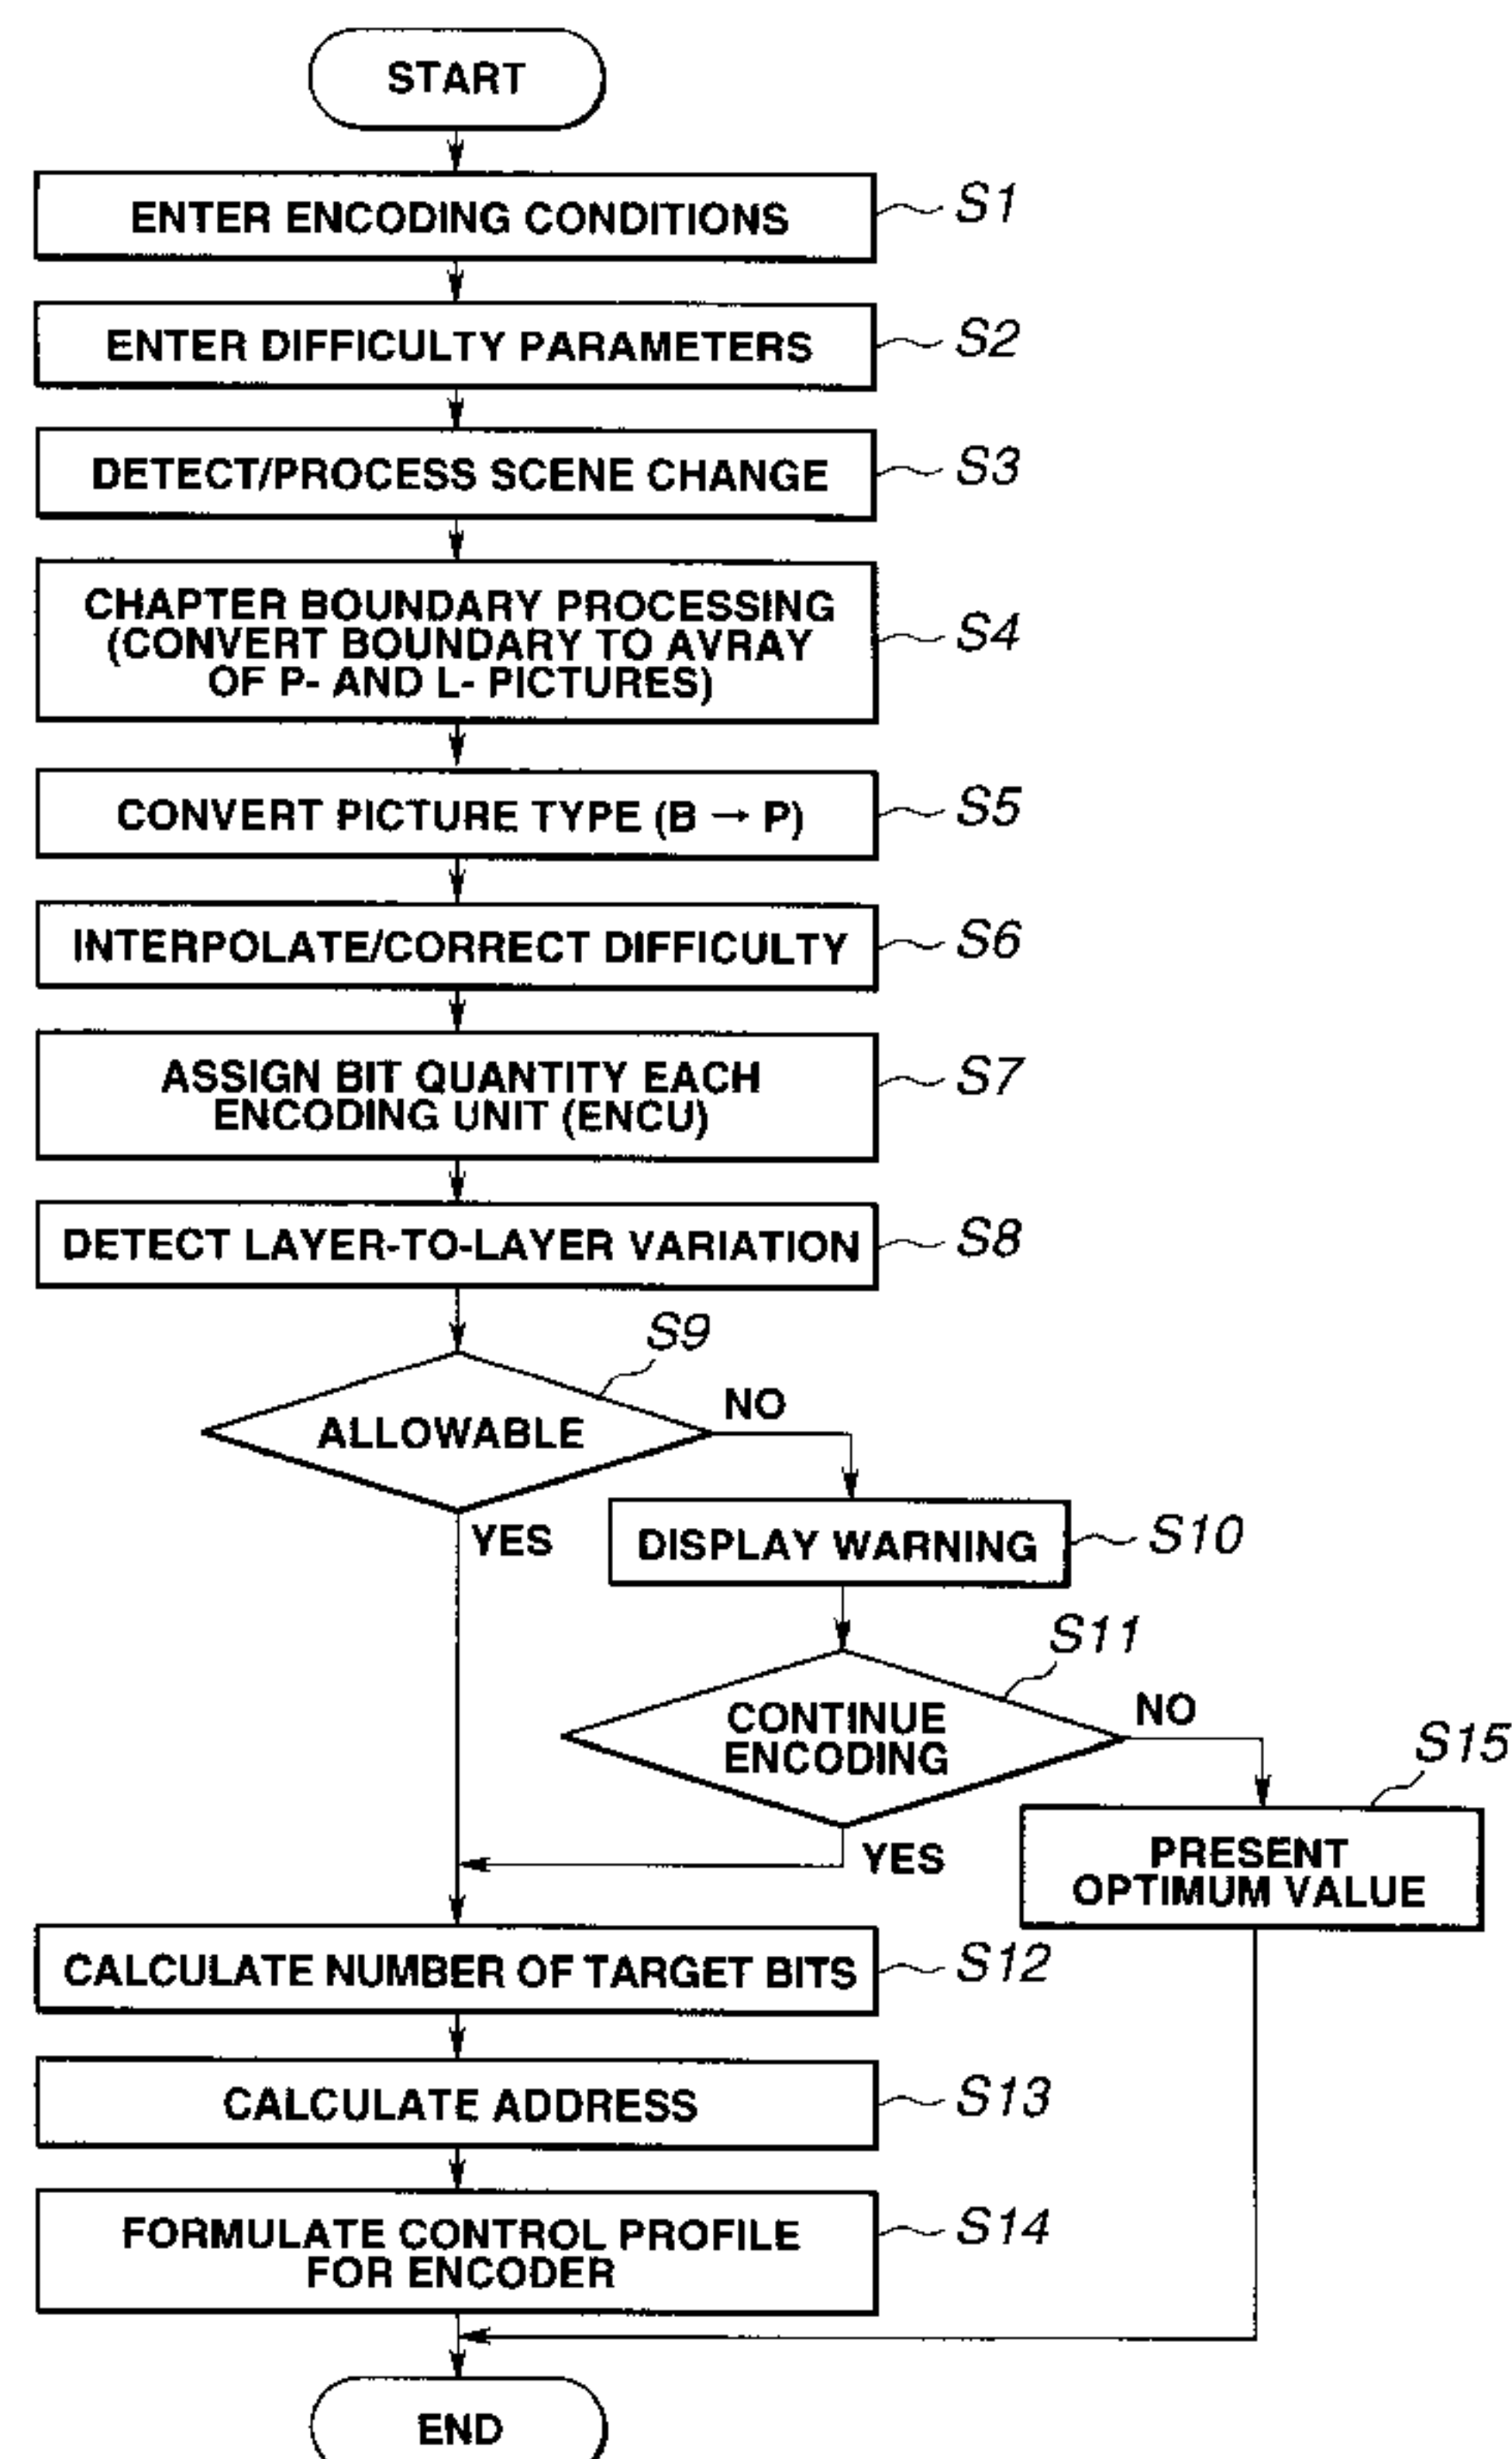 START
ENTER ENCODING CONDITIONS
S1
ENTER DIFFICULTY PARAMETERS
S2
DETECT/PROCESS SCENE CHANGE
S3
CHAPTER BOUNDARY PROCESSING
(CONVERT BOUNDARY TO AVRAY
OF P- AND L- PICTURES)
S4
CONVERT PICTURE TYPE (B → P)
S5
INTERPOLATE/CORRECT DIFFICULTY
S6
ASSIGN BIT QUANTITY EACH
ENCODING UNIT (ENCU)
S7
DETECT LAYER-TO-LAYER VARIATION
S8
S9
ALLOWABLE
NO
YES
DISPLAY WARNING
S10
S11
CONTINUE
ENCODING
NO
YES
S15
PRESENT
OPTIMUM VALUE
CALCULATE NUMBER OF TARGET BITS
S12
CALCULATE ADDRESS
S13
FORMULATE CONTROL PROFILE
FOR ENCODER
S14
END